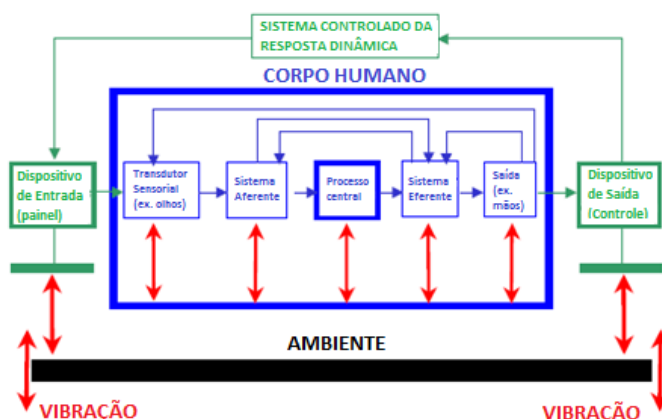 SISTEMA CONTROLADO DA
RESPOSTA DINÂMICA
CORPO HUMANO
Dispositivo
de Entrada
(painel)
Transdutor
Sensorial
(ex. olhos)
Sistema
Aferente
Processo
central
Sistema
Eferente
Saída
(ex.
mãos)
Dispositivo
de Saída
(Controle)
AMBIENTE
VIBRAÇÃO
VIBRAÇÃO